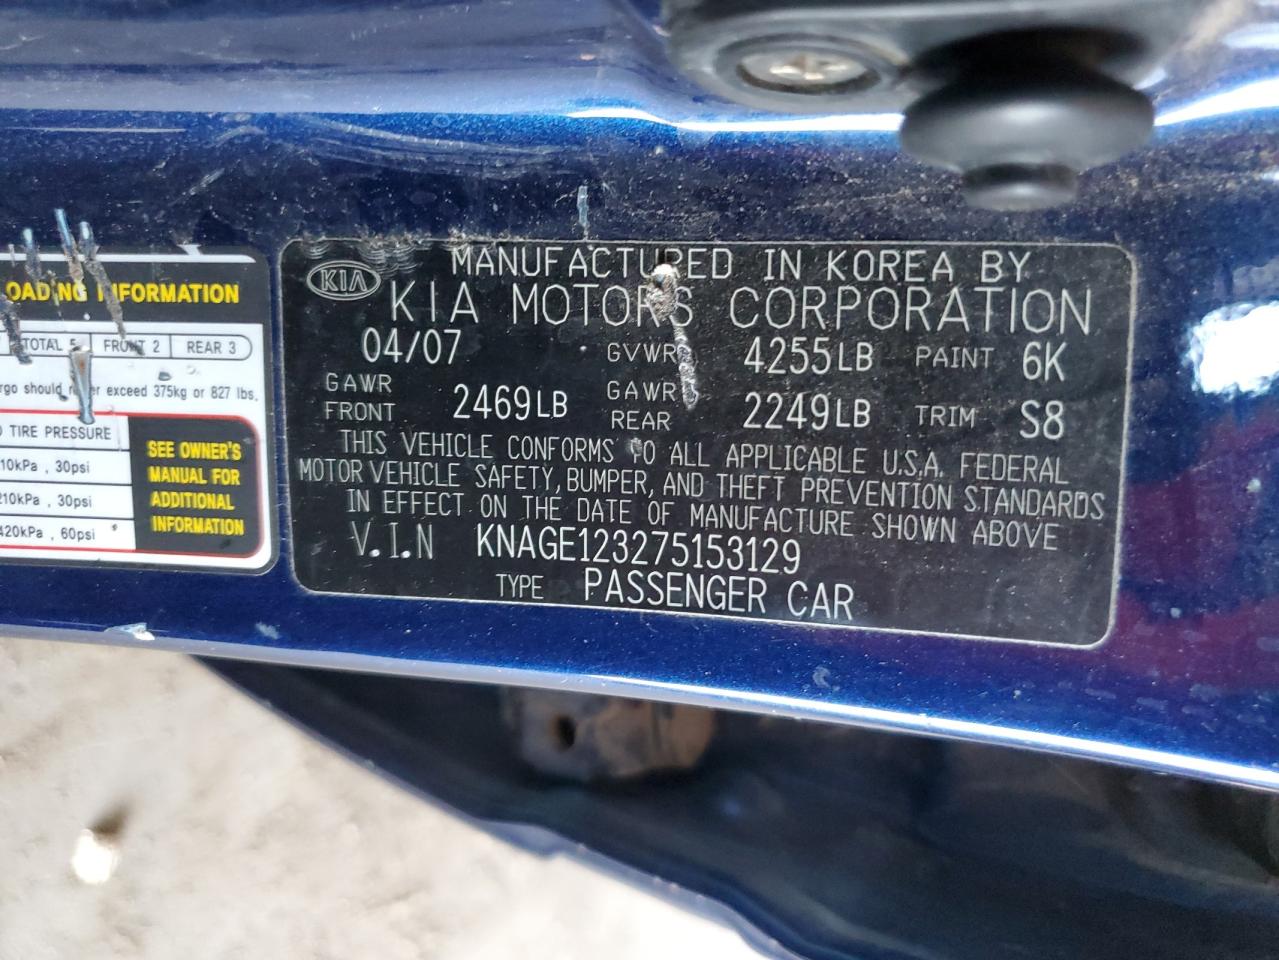 OADING INFORMATION
TOTAL 5 FRONT 2 REAR 3
rgo should never exceed 375kg or 827 lbs.
TIRE PRESSURE
10kPa , 30psi
210kPa , 30psi
420kPa , 60psi
SEE OWNER'S
MANUAL FOR
ADDITIONAL
INFORMATION
KIA
MANUFACTURED IN KOREA BY
KIA MOTORS CORPORATION
04/07 GVWR 4255LB PAINT 6K
GAWR FRONT 2469LB GAWR REAR 2249LB TRIM S8
THIS VEHICLE CONFORMS TO ALL APPLICABLE U.S.A. FEDERAL
MOTOR VEHICLE SAFETY, BUMPER, AND THEFT PREVENTION STANDARDS
IN EFFECT ON THE DATE OF MANUFACTURE SHOWN ABOVE
V.I.N KNAGE123275153129
TYPE PASSENGER CAR